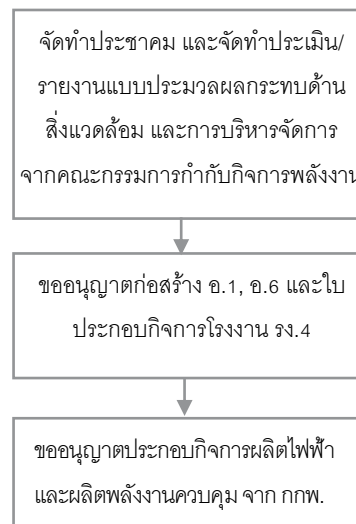 จัดทำประชาคม และจัดทำประเมิน/
รายงานแบบประมวลผลกระทบด้าน
สิ่งแวดล้อม และการบริหารจัดการ
จากคณะกรรมการกำกับกิจการพลังงาน
ขออนุญาตก่อสร้าง อ.1, อ.6 และใบ
ประกอบกิจการโรงงาน รง.4
ขออนุญาตประกอบกิจการผลิตไฟฟ้า
และผลิตพลังงานควบคุม จาก กกพ.